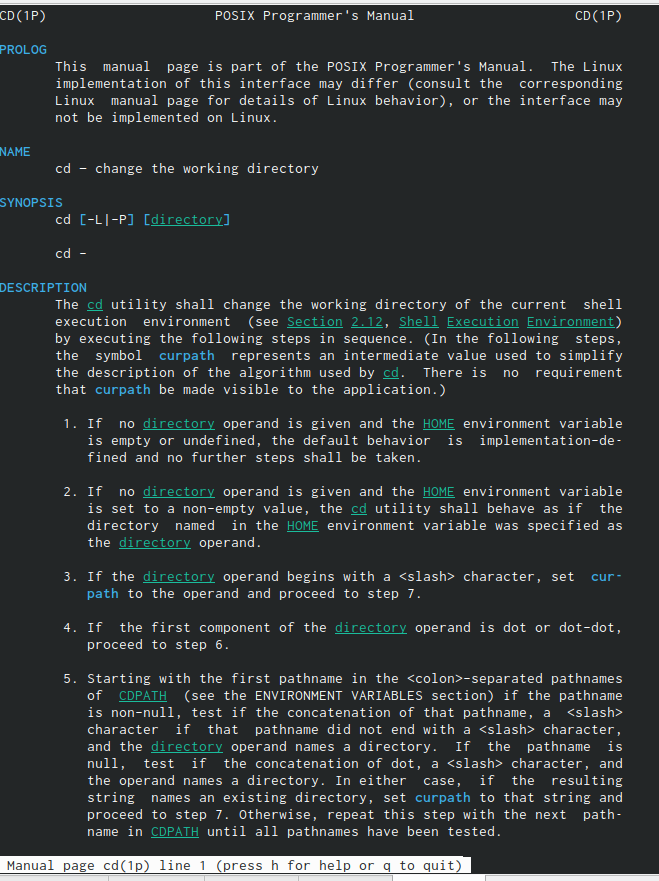 CD(1P) POSIX Programmer's Manual CD(1P)
PROLOG
This manual page is part of the POSIX Programmer's Manual. The Linux
implementation of this interface may differ (consult the corresponding
Linux manual page for details of Linux behavior), or the interface may
not be implemented on Linux.
NAME
cd — change the working directory
SYNOPSIS
cd [-L|-P] [directory]
cd -
DESCRIPTION
The cd utility shall change the working directory of the current shell
execution environment (see Section 2.12, Shell Execution Environment)
by executing the following steps in sequence. (In the following steps,
the symbol curpath represents an intermediate value used to simplify
the description of the algorithm used by cd. There is no requirement
that curpath be made visible to the application.)
1. If no directory operand is given and the HOME environment variable
is empty or undefined, the default behavior is implementation-de-
fined and no further steps shall be taken.
2. If no directory operand is given and the HOME environment variable
is set to a non-empty value, the cd utility shall behave as if the
directory named in the HOME environment variable was specified as
the directory operand.
3. If the directory operand begins with a <slash> character, set cur-
path to the operand and proceed to step 7.
4. If the first component of the directory operand is dot or dot-dot,
proceed to step 6.
5. Starting with the first pathname in the <colon>-separated pathnames
of CDPATH (see the ENVIRONMENT VARIABLES section) if the pathname
is non-null, test if the concatenation of that pathname, a <slash>
character if that pathname did not end with a <slash> character,
and the directory operand names a directory. If the pathname is
null, test if the concatenation of dot, a <slash> character, and
the operand names a directory. In either case, if the resulting
string names an existing directory, set curpath to that string and
proceed to step 7. Otherwise, repeat this step with the next path-
name in CDPATH until all pathnames have been tested.
Manual page cd(1p) line 1 (press h for help or q to quit)